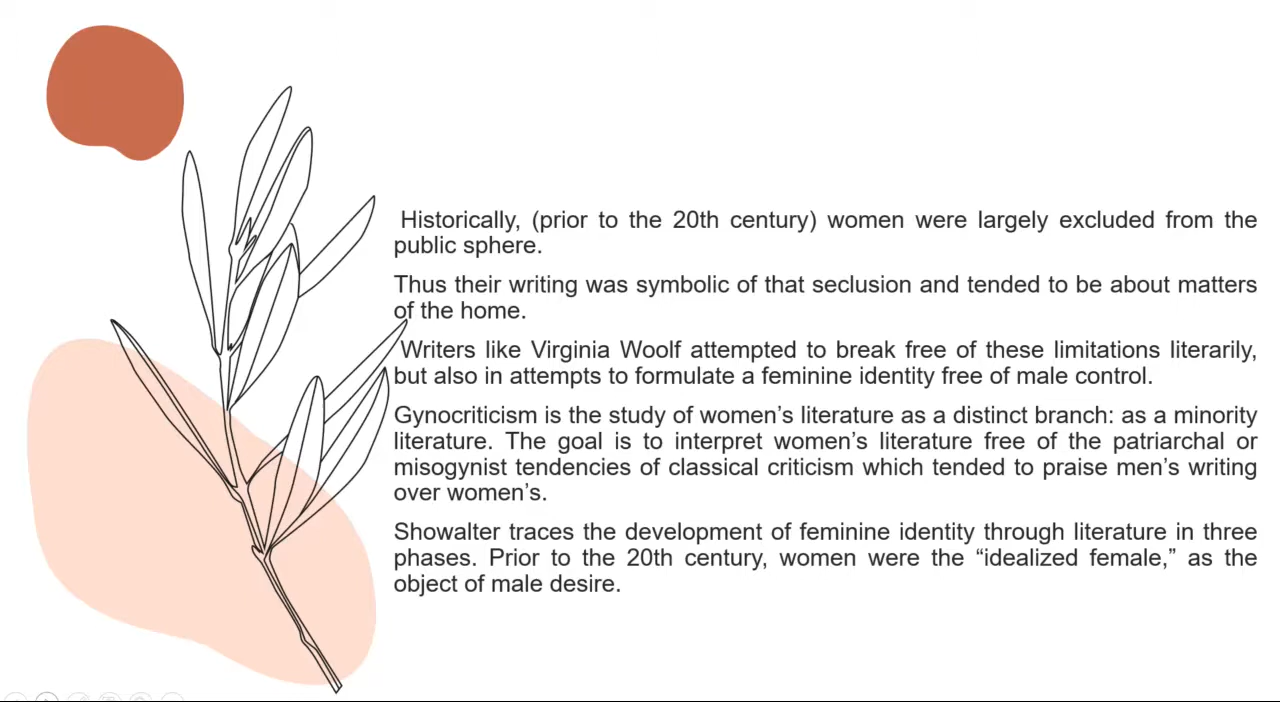 Historically, (prior to the 20th century) women were largely excluded from the
public sphere.
Thus their writing was symbolic of that seclusion and tended to be about matters
of the home.
Writers like Virginia Woolf attempted to break free of these limitations literarily,
but also in attempts to formulate a feminine identity free of male control.
Gynocriticism is the study of women’s literature as a distinct branch: as a minority
literature. The goal is to interpret women’s literature free of the patriarchal or
misogynist tendencies of classical criticism which tended to praise men’s writing
over women’s.
Showalter traces the development of feminine identity through literature in three
phases. Prior to the 20th century, women were the “idealized female,” as the
object of male desire.